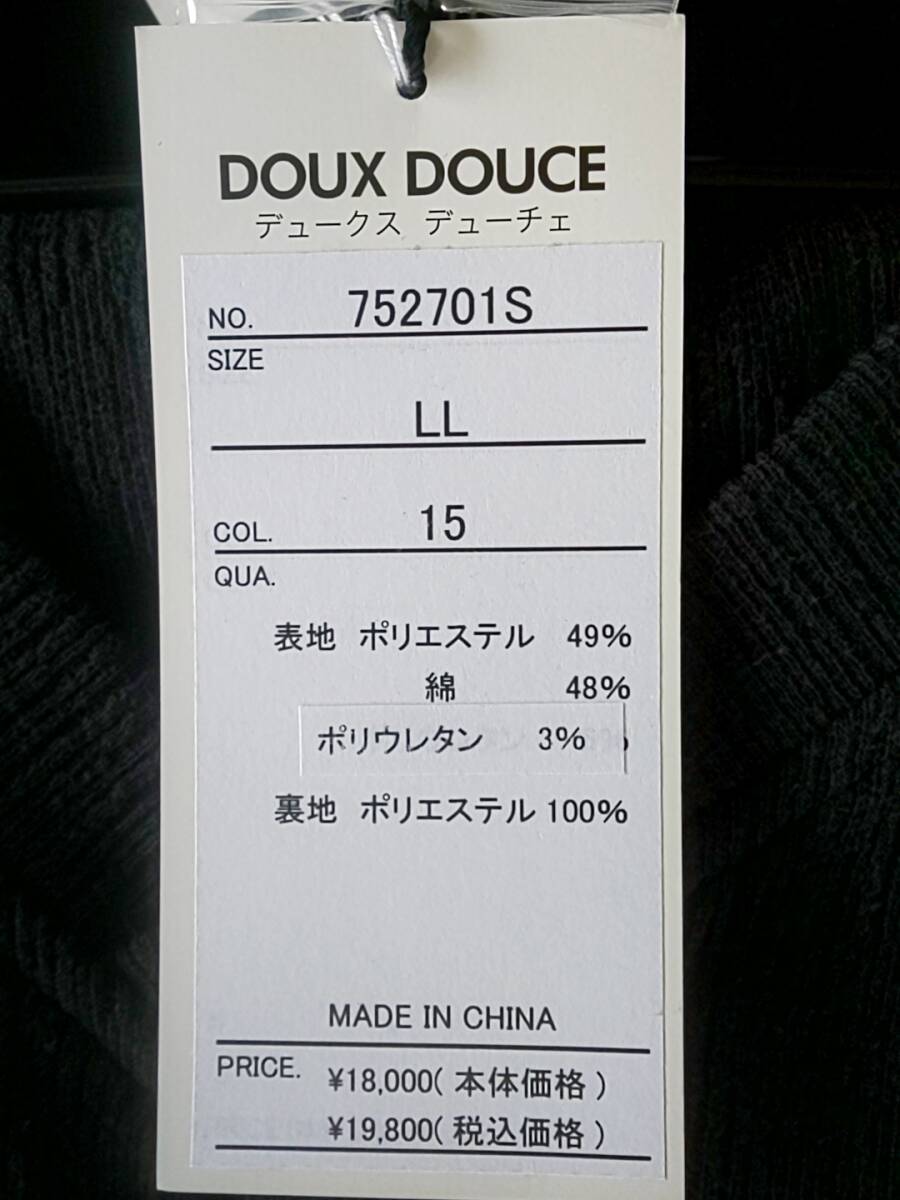 DOUX DOUCE
デュークス デューチェ
NO. 752701S
SIZE
LL
COL. 15
QUA.
表地 ポリエステル 49%
綿 48%
ポリウレタン 3%
裏地 ポリエステル 100%
MADE IN CHINA
PRICE. ¥18,000(本体価格)
¥19,800(税込価格)